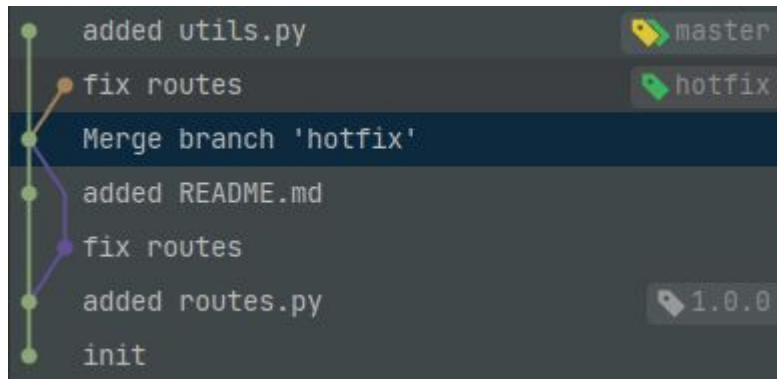 added utils.py master
fix routes hotfix
Merge branch 'hotfix'
added README.md
fix routes
added routes.py 1.0.0
init